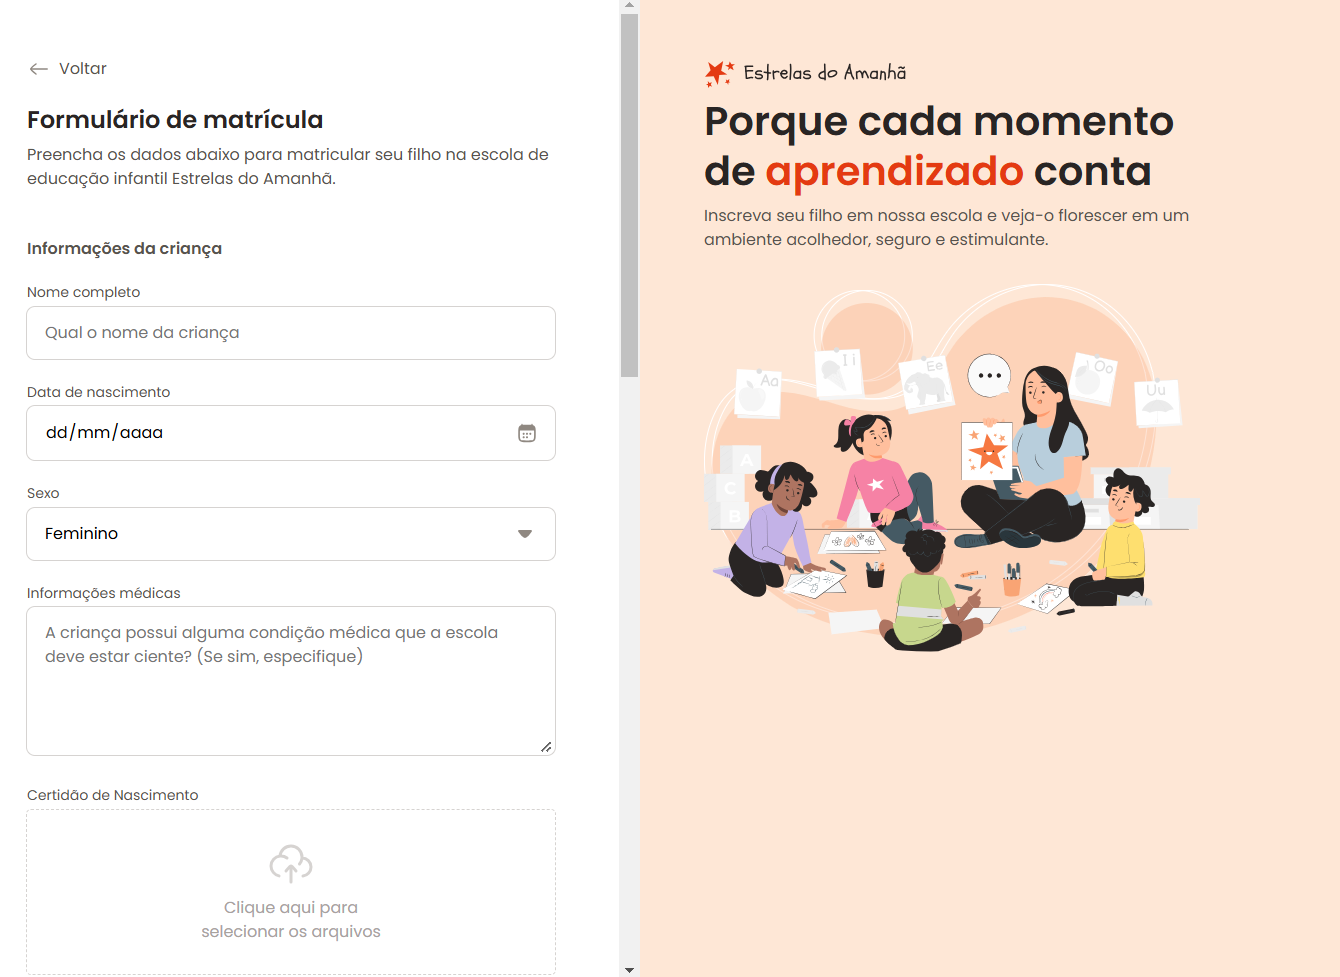 Voltar
Formulário de matrícula
Preencha os dados abaixo para matricular seu filho na escola de
educação infantil Estrelas do Amanhã.
Informações da criança
Nome completo
Qual o nome da criança
Data de nascimento
dd/mm/aaaa
Sexo
Feminino
Informações médicas
A criança possui alguma condição médica que a escola
deve estar ciente? (Se sim, especifique)
Certidão de Nascimento
Clique aqui para
selecionar os arquivos
Estrelas do Amanhã
Porque cada momento
de aprendizado conta
Inscreva seu filho em nossa escola e veja-o florescer em um
ambiente acolhedor, seguro e estimulante.
Aa
Ii
Ee
Oo
Uu
A
C
B